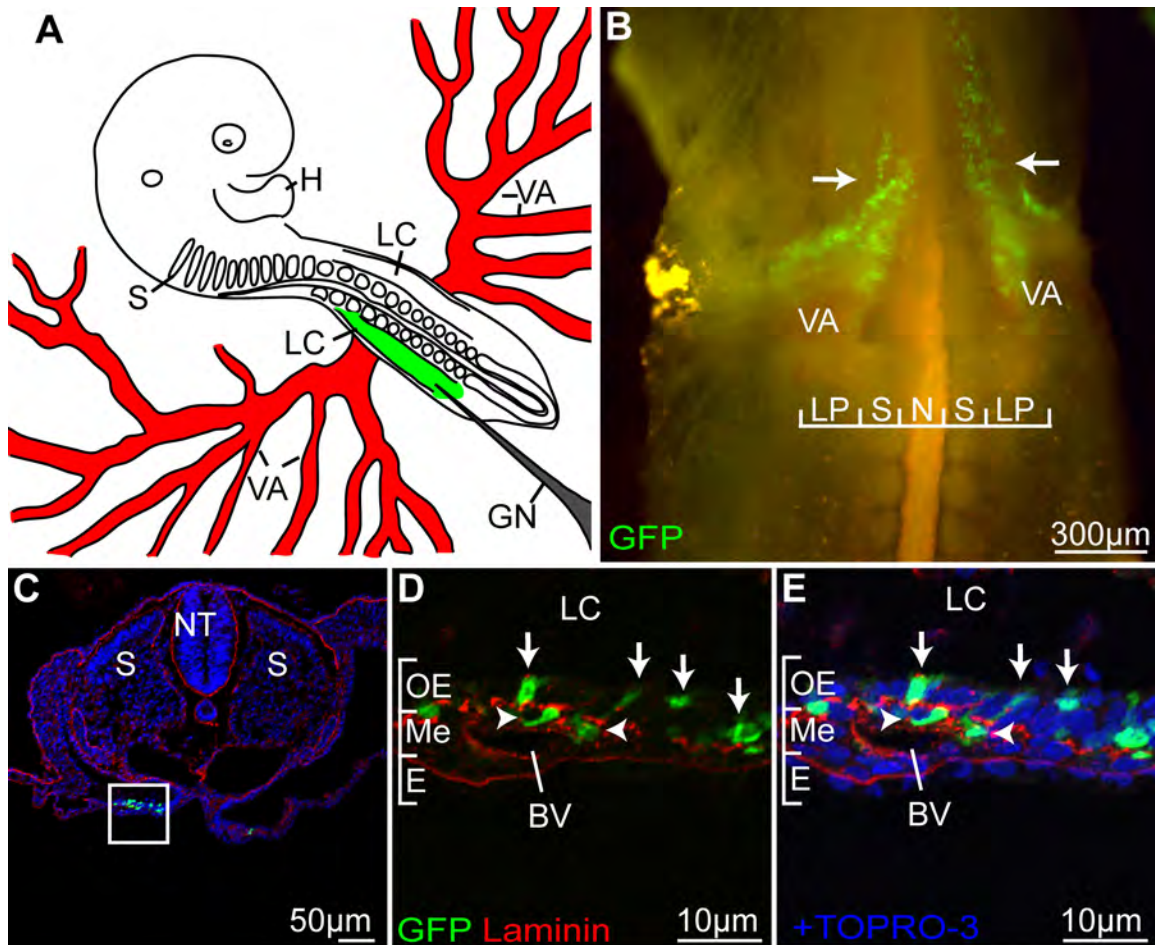 A
H
VA
LC
S
LC
VA
GN
B
VA
VA
LP S N S LP
GFP
300µm
C
NT
S
S
50µm
D
LC
OE
Me
E
BV
GFP Laminin
10µm
E
LC
OE
Me
E
BV
+TOPRO-3
10µm